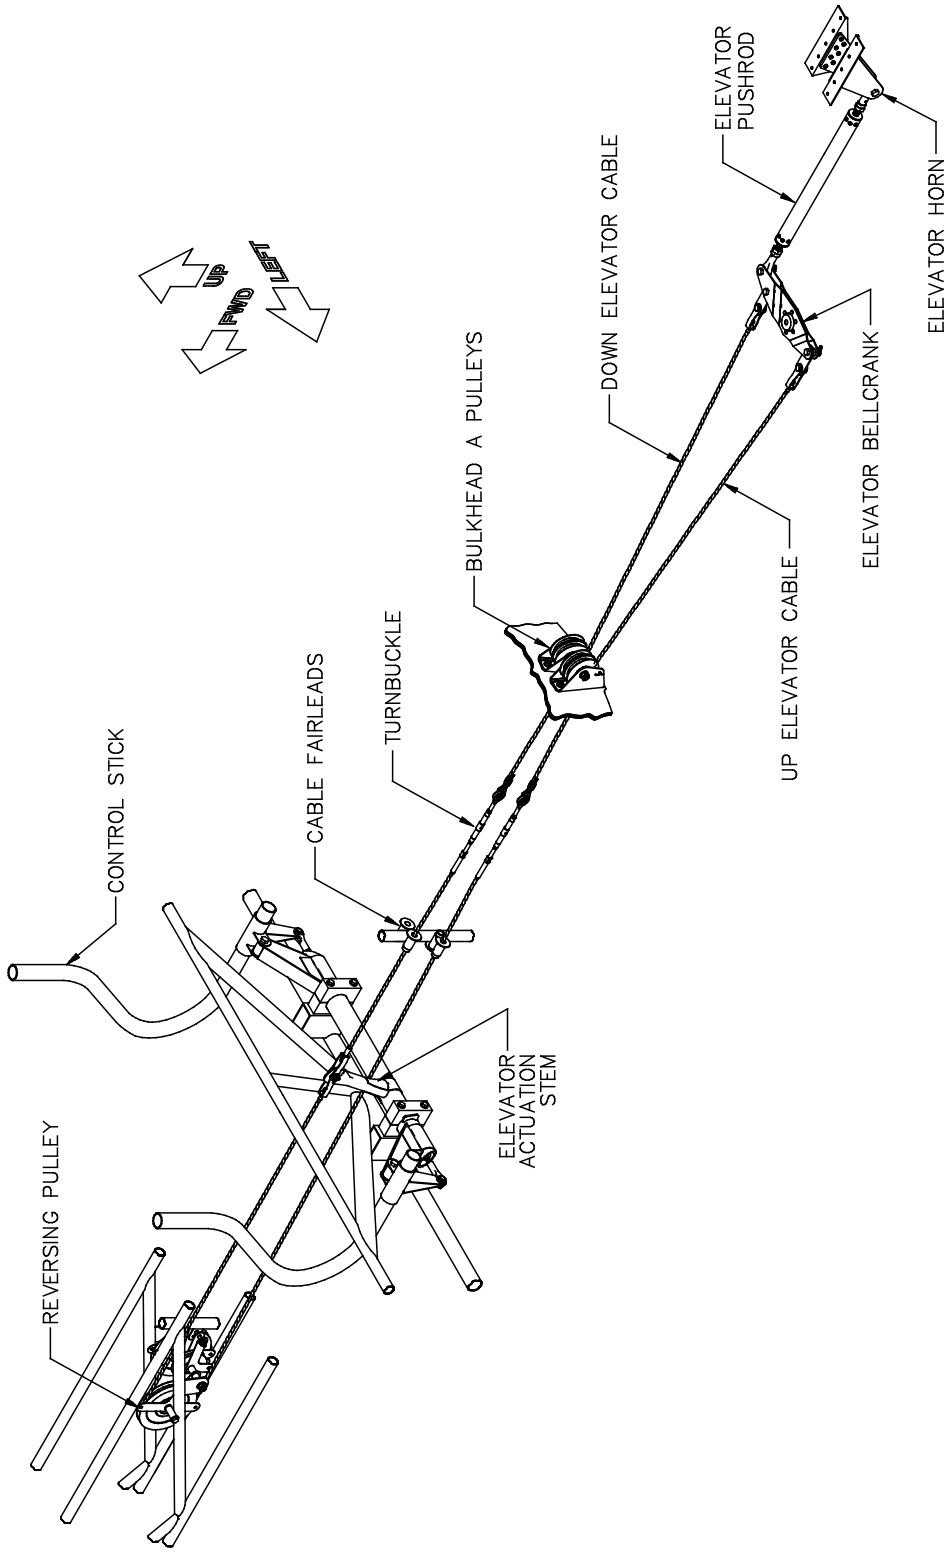 REVERSING PULLEY
CONTROL STICK
ELEVATOR
ACTUATION
STEM
CABLE FAIRLEADS
TURNBUCKLE
BULKHEAD A PULLEYS
UP
FWD
LEFT
UP ELEVATOR CABLE
DOWN ELEVATOR CABLE
ELEVATOR BELLCRANK
ELEVATOR
PUSHROD
ELEVATOR HORN